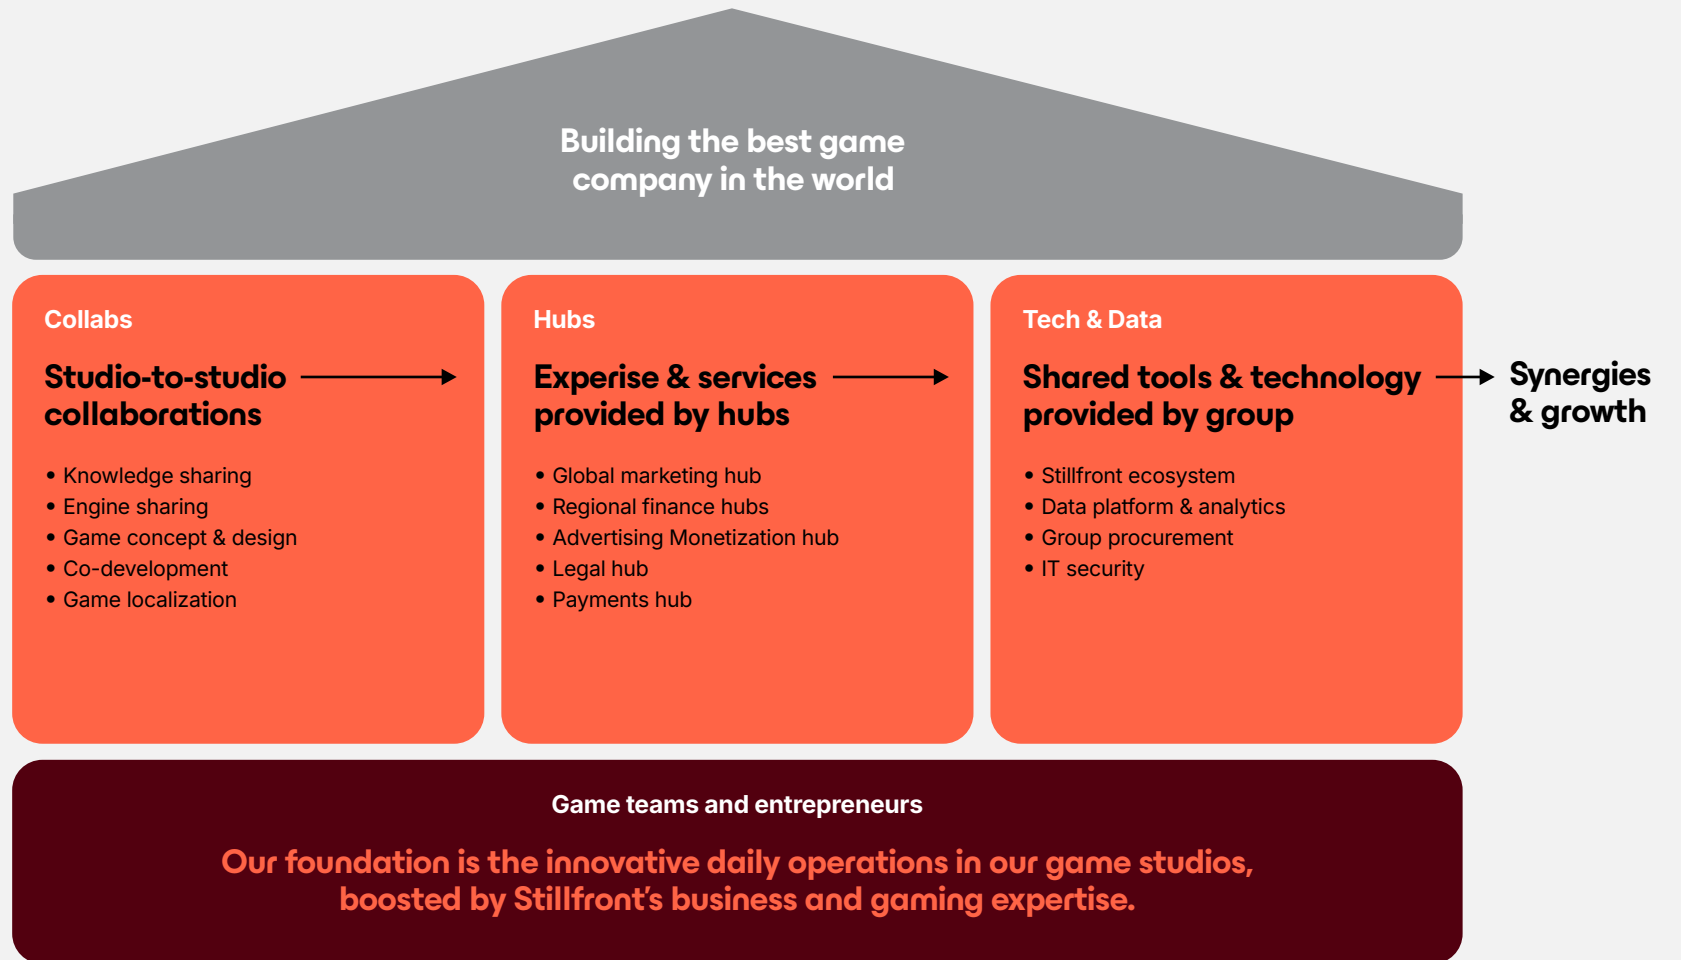 Building the best game
company in the world
Collabs
Studio-to-studio
collaborations
• Knowledge sharing
• Engine sharing
• Game concept & design
• Co-development
• Game localization
Hubs
Experise & services
provided by hubs
• Global marketing hub
• Regional finance hubs
• Advertising Monetization hub
• Legal hub
• Payments hub
Tech & Data
Shared tools & technology
provided by group
• Stillfront ecosystem
• Data platform & analytics
• Group procurement
• IT security
Synergies
& growth
Game teams and entrepreneurs
Our foundation is the innovative daily operations in our game studios,
boosted by Stillfront’s business and gaming expertise.